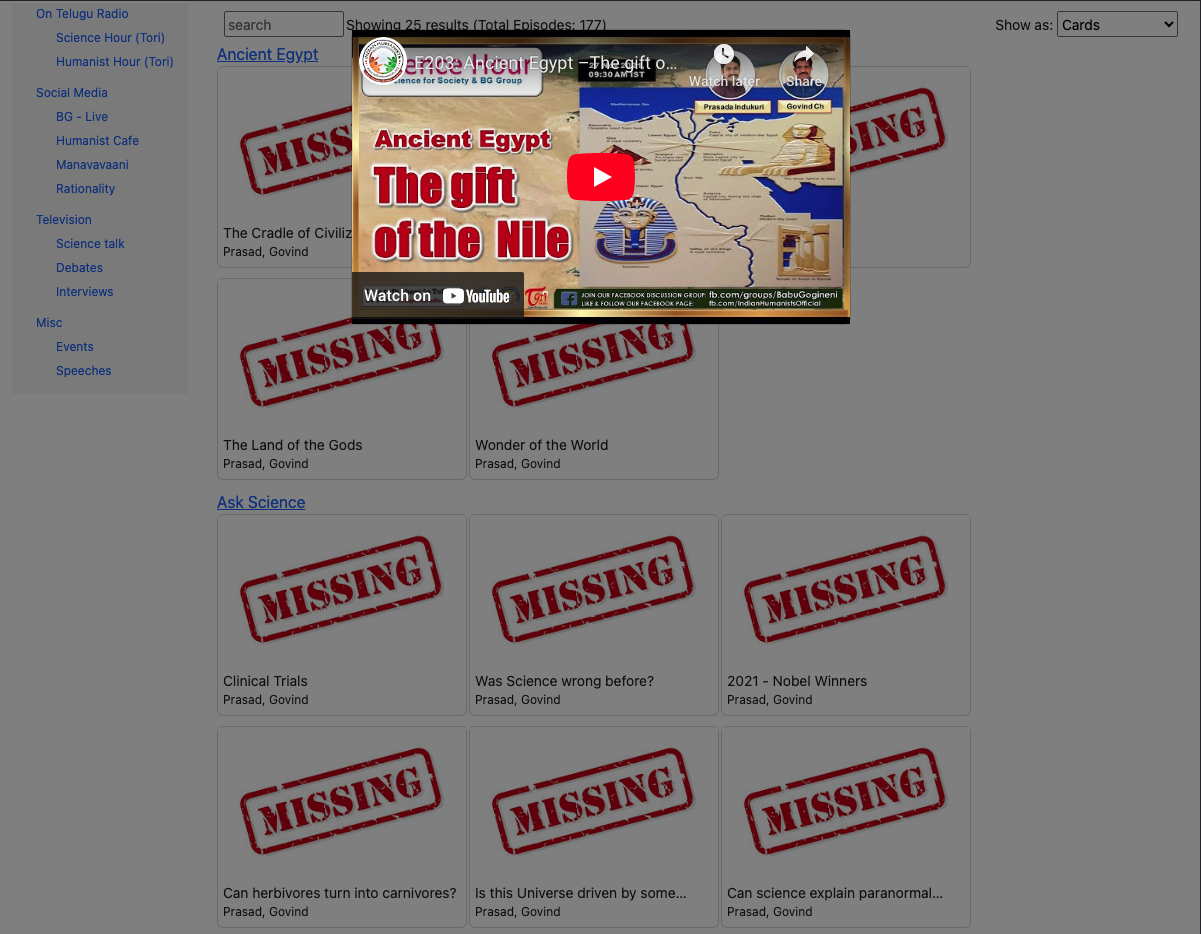 On Telugu Radio
Science Hour (Tori)
Humanist Hour (Tori)
Social Media
BG - Live
Humanist Cafe
Manavavaani
Rationality
Television
Science talk
Debates
Interviews
Misc
Events
Speeches
search
Showing 25 results (Total Episodes: 177)
Show as:
Cards
Ancient Egypt
E203: Ancient Egypt –The gift o...
Watch later
Share
Science for Society & BG Group
09:30 AM IST
Prasada Indukuri
Govind Ch
Ancient Egypt
The gift
of the Nile
Watch on YouTube
JOIN OUR FACEBOOK DISCUSSION GROUP: fb.com/groups/BabuGogineni
LIKE & FOLLOW OUR FACEBOOK PAGE: fb.com/IndianHumanistsOfficial
The Cradle of Civiliz
Prasad, Govind
MISSING
MISSING
The Land of the Gods
Prasad, Govind
Wonder of the World
Prasad, Govind
Ask Science
MISSING
MISSING
MISSING
Clinical Trials
Prasad, Govind
Was Science wrong before?
Prasad, Govind
2021 - Nobel Winners
Prasad, Govind
MISSING
MISSING
MISSING
Can herbivores turn into carnivores?
Prasad, Govind
Is this Universe driven by some...
Prasad, Govind
Can science explain paranormal...
Prasad, Govind